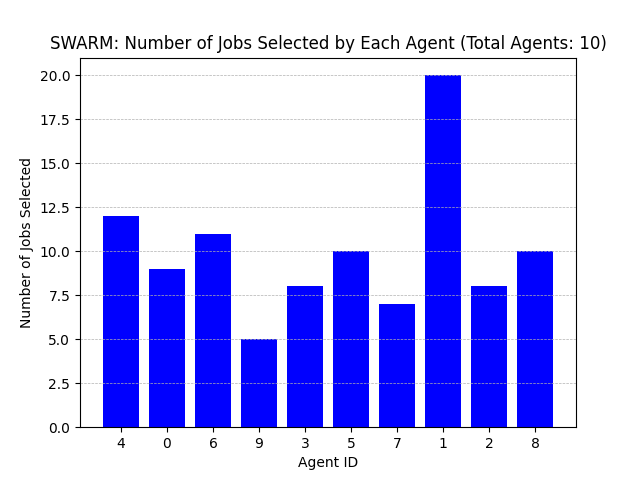 SWARM: Number of Jobs Selected by Each Agent (Total Agents: 10)
Number of Jobs Selected
20.0
17.5
15.0
12.5
10.0
7.5
5.0
2.5
0.0
4 0 6 9 3 5 7 1 2 8
Agent ID